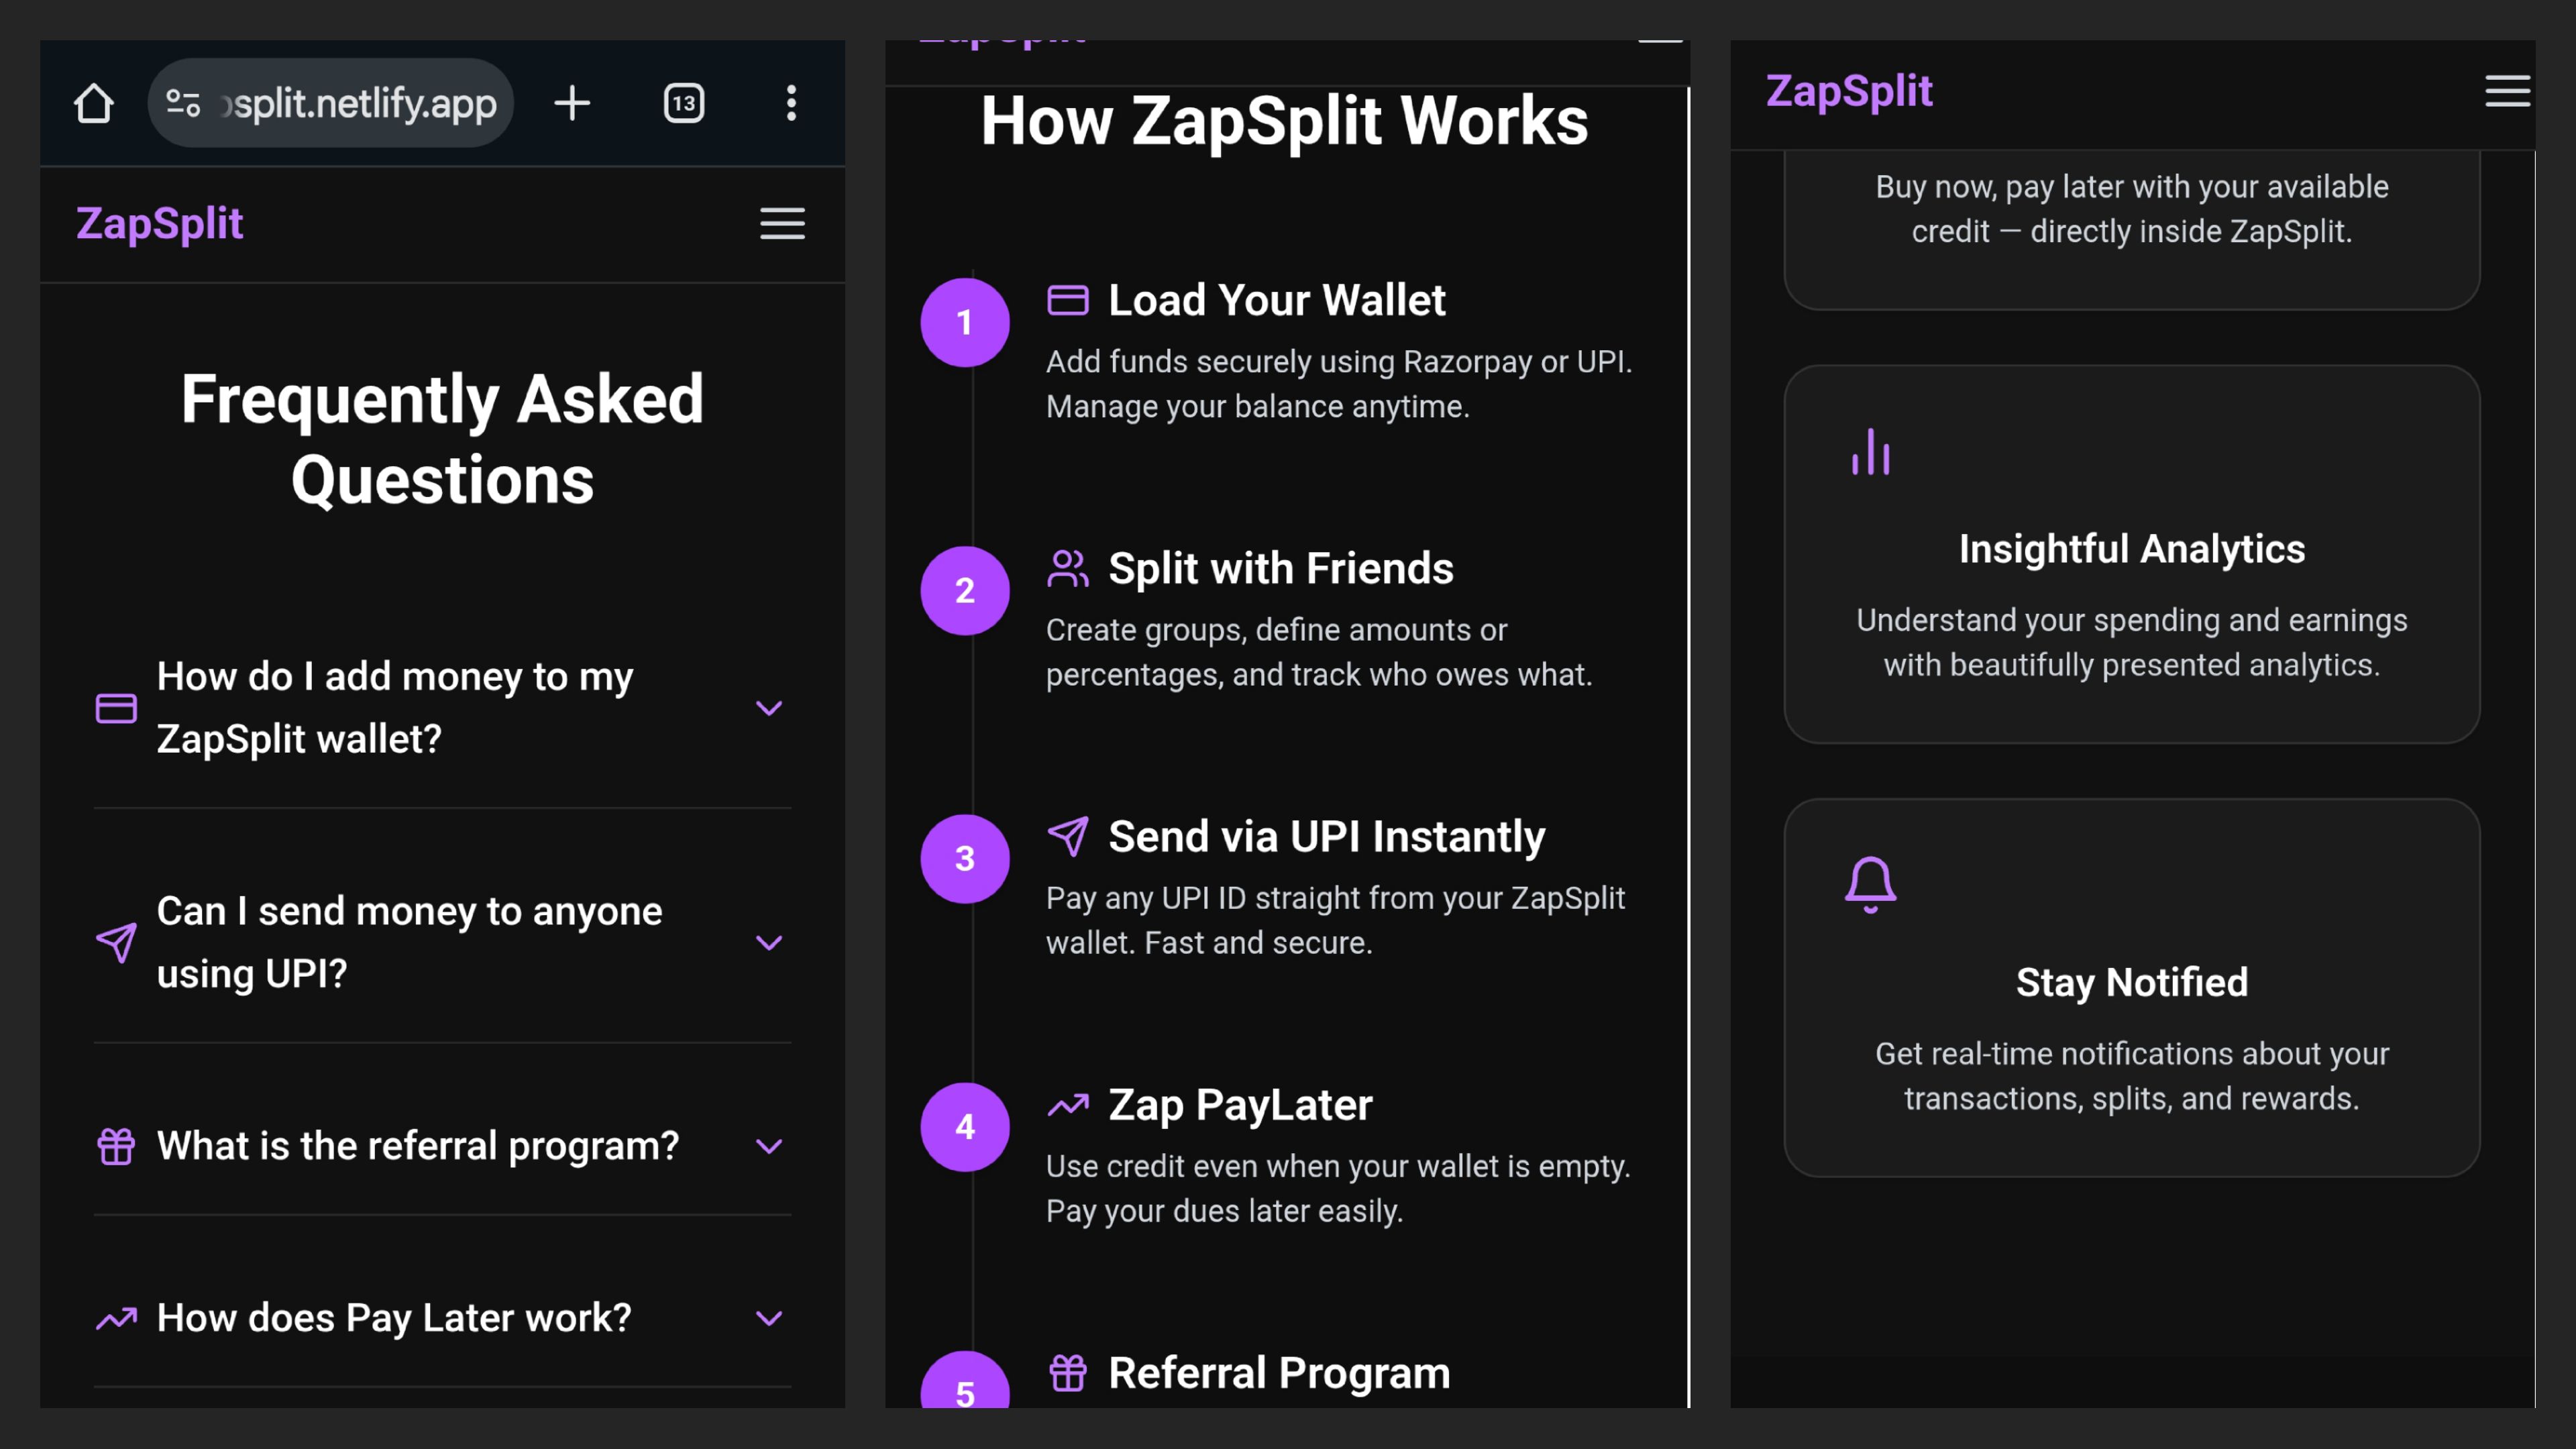 split.netlify.app
13
ZapSplit
Frequently Asked
Questions
How do I add money to my
ZapSplit wallet?
Can I send money to anyone
using UPI?
What is the referral program?
How does Pay Later work?
ZapSplit
How ZapSplit Works
1
Load Your Wallet
Add funds securely using Razorpay or UPI.
Manage your balance anytime.
2
Split with Friends
Create groups, define amounts or
percentages, and track who owes what.
3
Send via UPI Instantly
Pay any UPI ID straight from your ZapSplit
wallet. Fast and secure.
4
Zap PayLater
Use credit even when your wallet is empty.
Pay your dues later easily.
5
Referral Program
ZapSplit
Buy now, pay later with your available
credit — directly inside ZapSplit.
Insightful Analytics
Understand your spending and earnings
with beautifully presented analytics.
Stay Notified
Get real-time notifications about your
transactions, splits, and rewards.